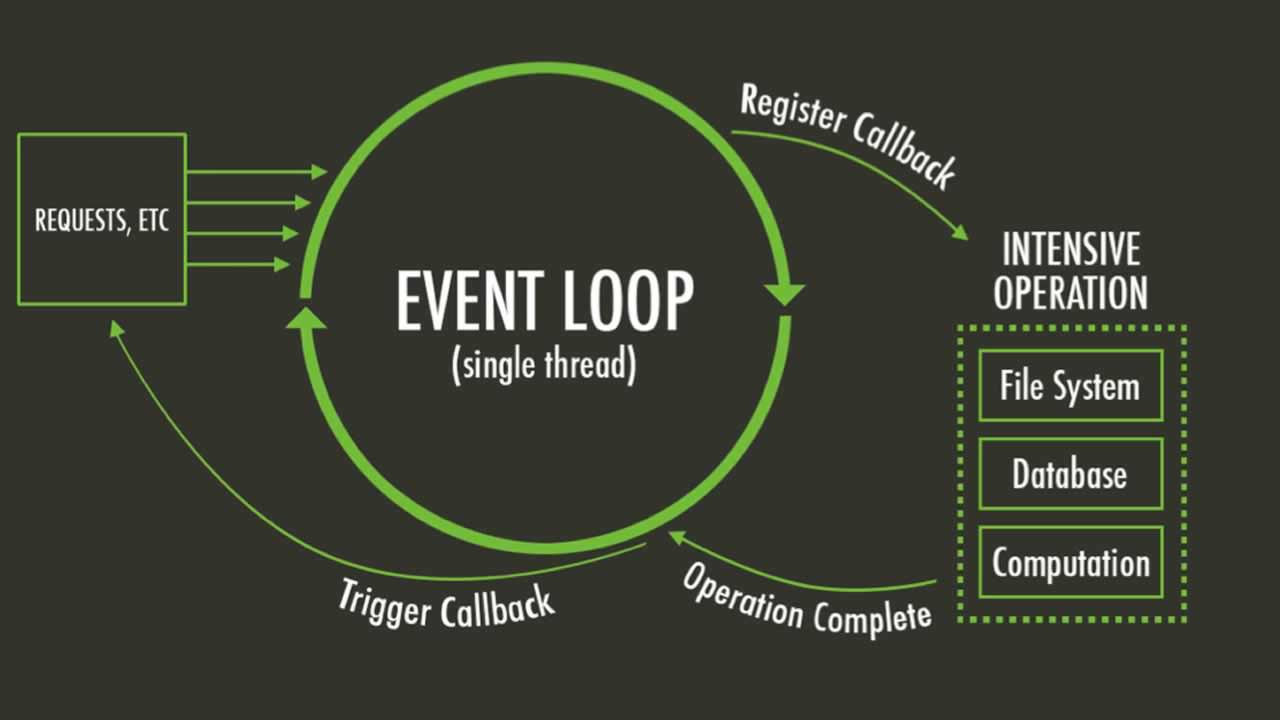 Register Callback
REQUESTS, ETC
INTENSIVE
OPERATION
EVENT LOOP
(single thread)
File System
Database
Computation
Trigger Callback
Operation Complete